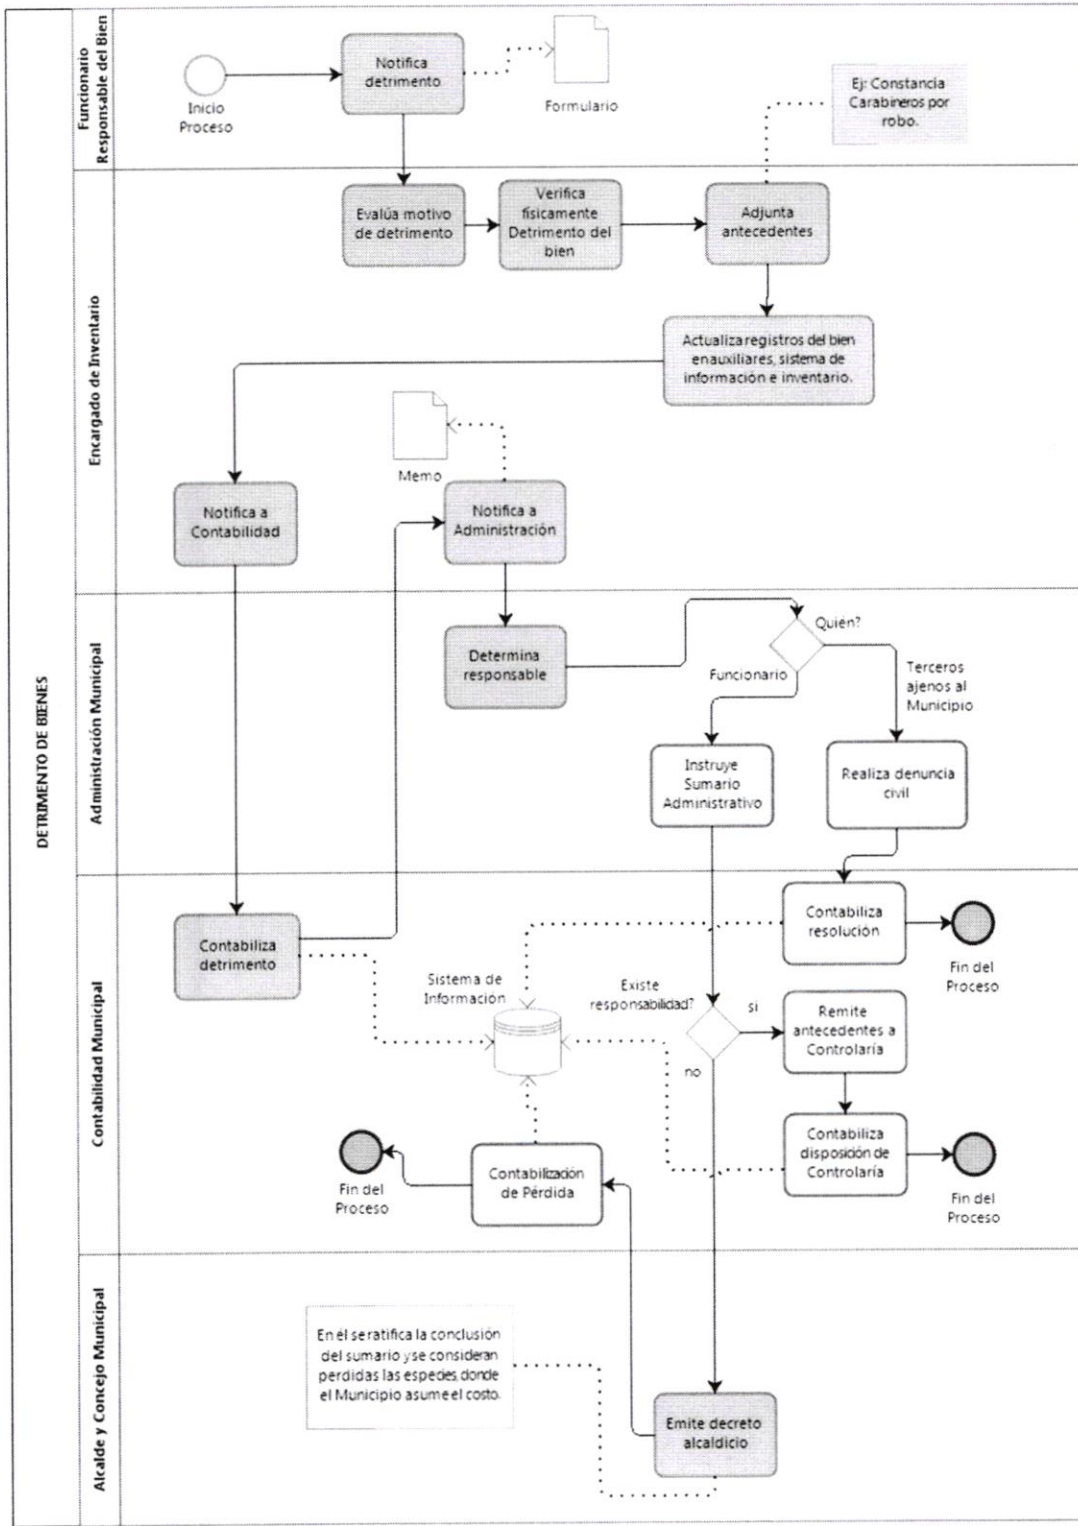 DETRIMENTO DE BIENES
Funcionario
Responsable del Bien
Inicio
Proceso
Notifica
detrimento
Formulario
Ej: Constancia
Carabineros por
robo.
Encargado de Inventario
Evalúa motivo
de detrimento
Verifica
físicamente
Detrimento del
bien
Adjunta
antecedentes
Actualiza registros del bien
en auxiliares, sistema de
información e inventario.
Memo
Notifica a
Contabilidad
Notifica a
Administración
Administración Municipal
Determina
responsable
Quién?
Funcionario
Terceros
ajenos al
Municipio
Instruye
Sumario
Administrativo
Realiza denuncia
civil
Contabilidad Municipal
Contabiliza
detrimento
Sistema de
Información
Contabiliza
resolución
Fin del
Proceso
Existe
responsabilidad?
si
no
Remite
antecedentes a
Controlaría
Contabiliza
disposición de
Controlaría
Fin del
Proceso
Contabilización
de Pérdida
Fin del
Proceso
Alcalde y Concejo Municipal
En él se ratifica la conclusión
del sumario y se consideran
perdidas las especies, donde
el Municipio asume el costo.
Emite decreto
alcaldicio